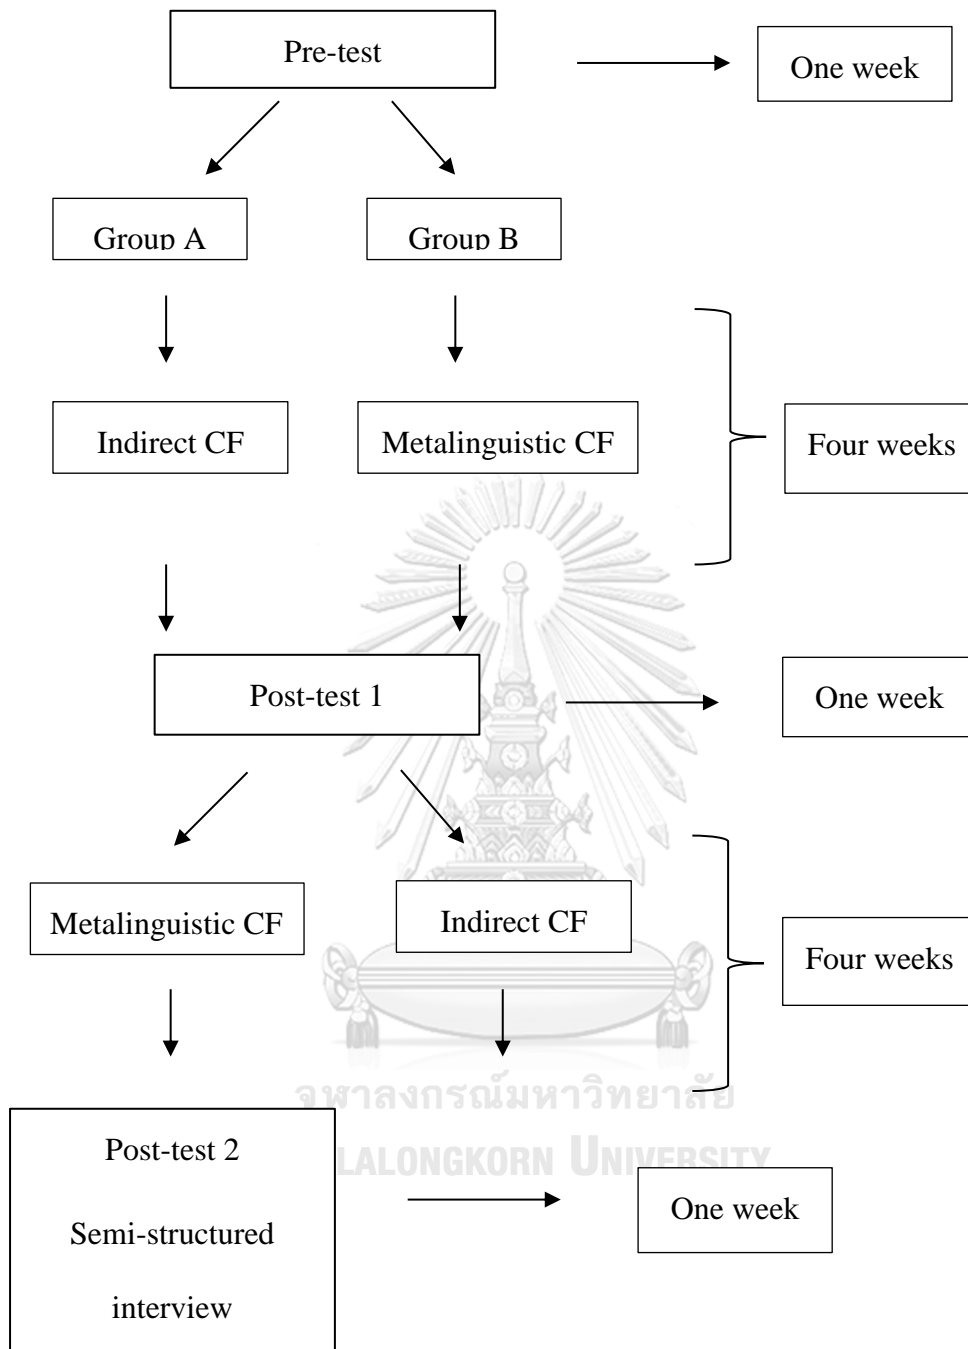 Pre-test
One week
Group A
Group B
Indirect CF
Metalinguistic CF
Four weeks
Post-test 1
One week
Metalinguistic CF
Indirect CF
Four weeks
จุฬาลงกรณ์มหาวิทยาลัย
LALONGKORN UNIVERSITY
Post-test 2
Semi-structured
interview
One week